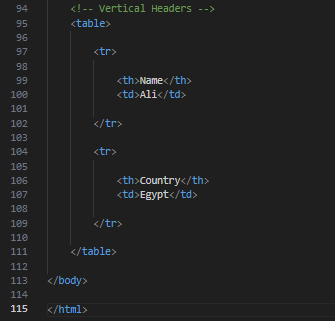 94 <!-- Vertical Headers -->
95 <table>
96
97 <tr>
98
99 <th>Name</th>
100 <td>Ali</td>
101
102 </tr>
103
104 <tr>
105
106 <th>Country</th>
107 <td>Egypt</td>
108
109 </tr>
110
111 </table>
112
113 </body>
114
115 </html>